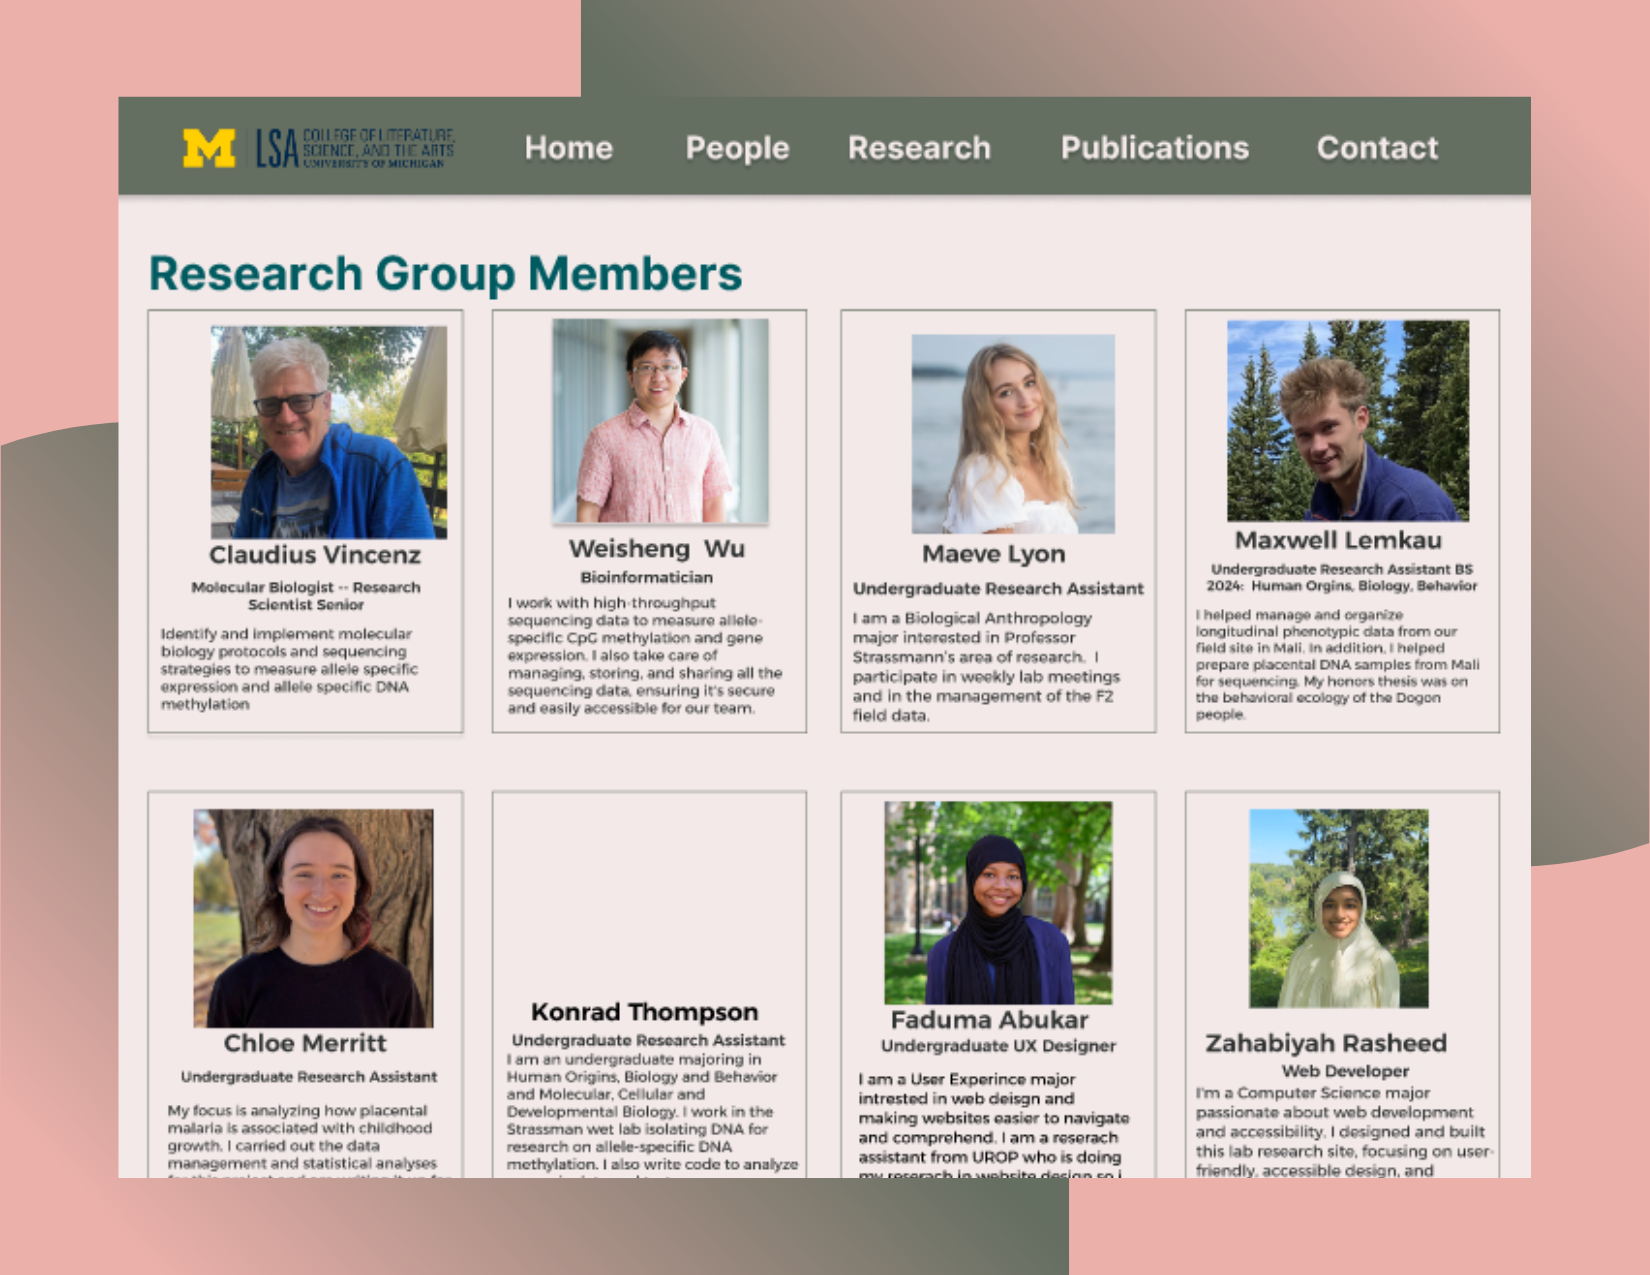 M LSA COLLEGE OF LITERATURE,
SCIENCE, AND THE ARTS
UNIVERSITY OF MICHIGAN
Home People Research Publications Contact
Research Group Members
Claudius Vincenz
Molecular Biologist -- Research
Scientist Senior
Identify and implement molecular
biology protocols and sequencing
strategies to measure allele specific
expression and allele specific DNA
methylation
Weisheng Wu
Bioinformatician
I work with high-throughput
sequencing data to measure allele-
specific CpG methylation and gene
expression. I also take care of
managing, storing, and sharing all the
sequencing data, ensuring it's secure
and easily accessible for our team.
Maeve Lyon
Undergraduate Research Assistant
I am a Biological Anthropology
major interested in Professor
Strassmann's area of research. I
participate in weekly lab meetings
and in the management of the F2
field data.
Maxwell Lemkau
Undergraduate Research Assistant BS
2024: Human Orgins, Biology, Behavior
I helped manage and organize
longitudinal phenotypic data from our
field site in Mali. In addition, I helped
prepare placental DNA samples from Mali
for sequencing. My honors thesis was on
the behavioral ecology of the Dogon
people.
Chloe Merritt
Undergraduate Research Assistant
My focus is analyzing how placental
malaria is associated with childhood
growth. I carried out the data
management and statistical analyses
Konrad Thompson
Undergraduate Research Assistant
I am an undergraduate majoring in
Human Origins, Biology and Behavior
and Molecular, Cellular and
Developmental Biology. I work in the
Strassman wet lab isolating DNA for
research on allele-specific DNA
methylation. I also write code to analyze
Faduma Abukar
Undergraduate UX Designer
I am a User Experince major
intrested in web deisgn and
making websites easier to navigate
and comprehend. I am a reserach
assistant from UROP who is doing
my reserach in website design so i
Zahabiyah Rasheed
Web Developer
I'm a Computer Science major
passionate about web development
and accessibility. I designed and built
this lab research site, focusing on user-
friendly, accessible design, and